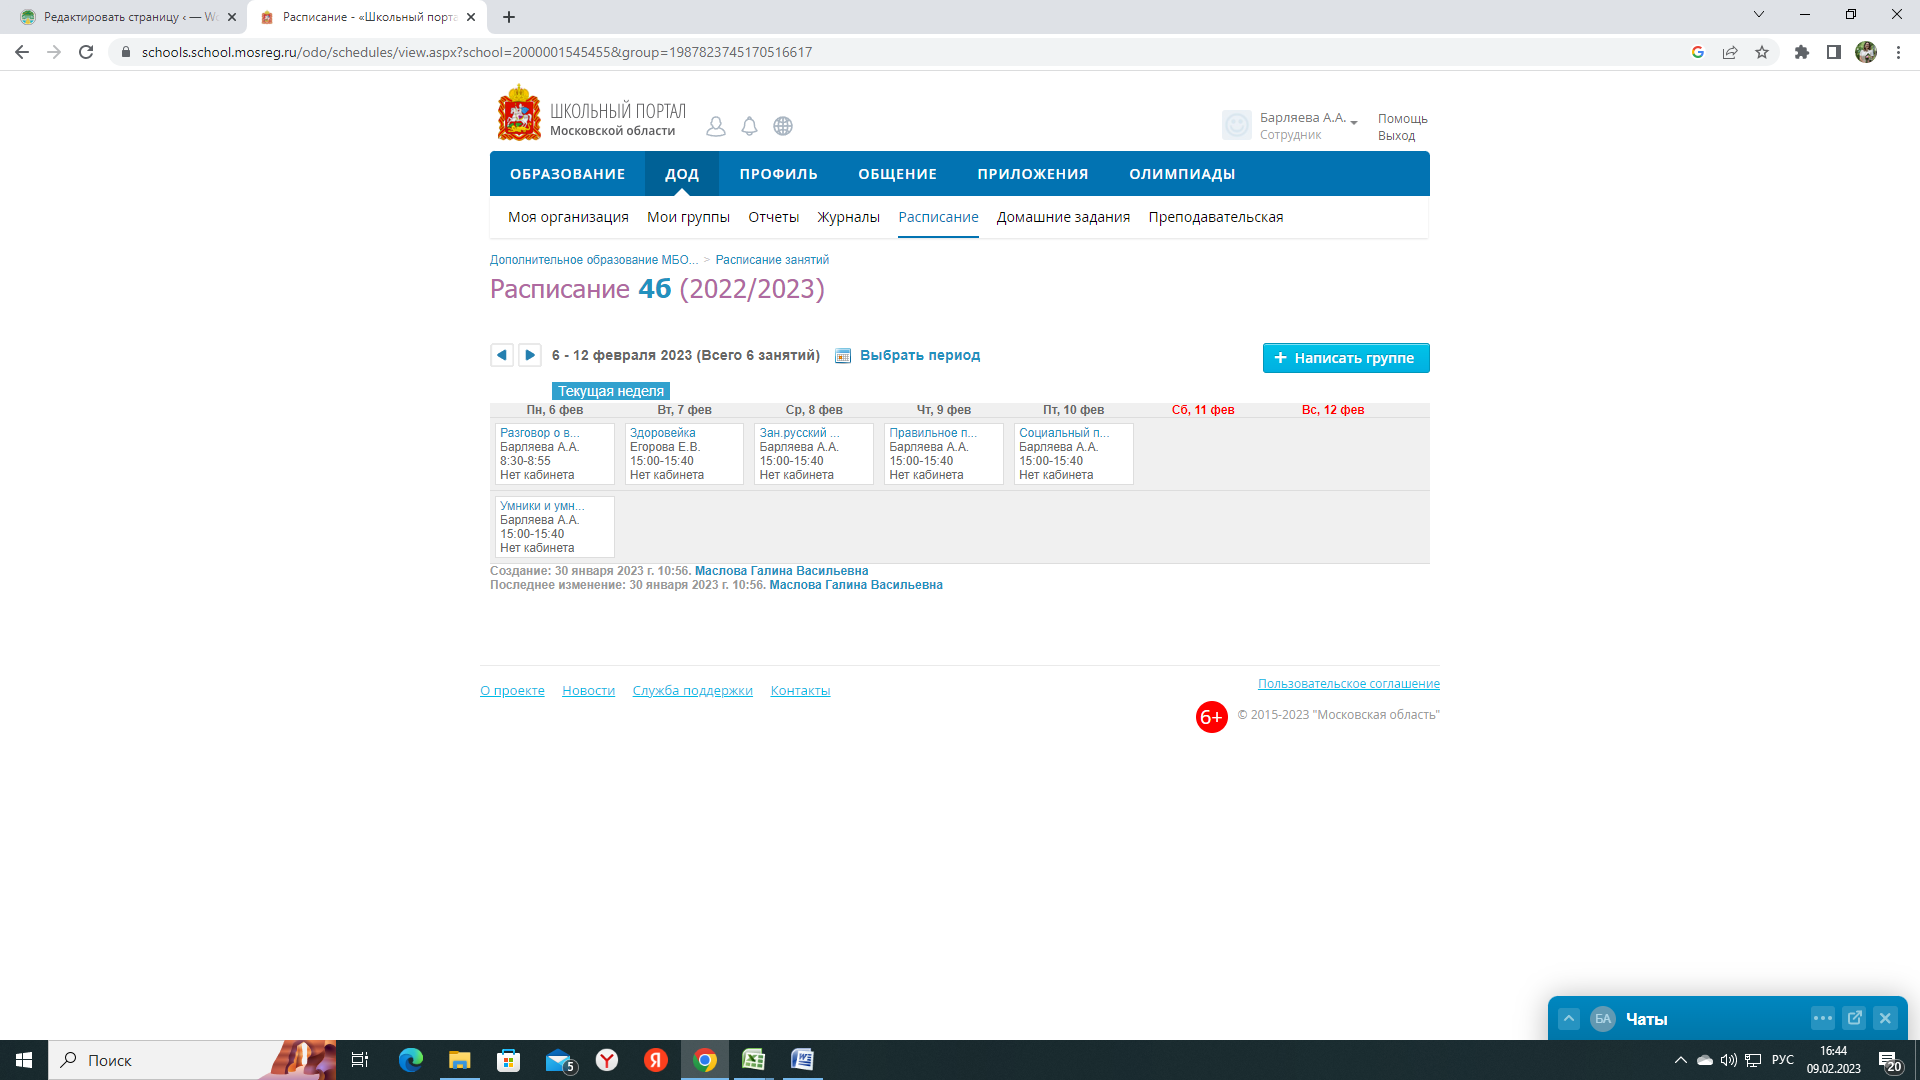 Редактировать страницу ‹ — Wo
Расписание - «Школьный порта
schools.school.mosreg.ru/odo/schedules/view.aspx?school=2000001545455&group=1987823745170516617
ШКОЛЬНЫЙ ПОРТАЛ
Московской области
Барляева А.А.
Сотрудник
Помощь
Выход
ОБРАЗОВАНИЕ ДОД ПРОФИЛЬ ОБЩЕНИЕ ПРИЛОЖЕНИЯ ОЛИМПИАДЫ
Моя организация Мои группы Отчеты Журналы Расписание Домашние задания Преподавательская
Дополнительное образование МБО... > Расписание занятий
Расписание 4б (2022/2023)
6 - 12 февраля 2023 (Всего 6 занятий) Выбрать период
+ Написать группе
Текущая неделя
Пн, 6 фев Вт, 7 фев Ср, 8 фев Чт, 9 фев Пт, 10 фев Сб, 11 фев Вс, 12 фев
Разговор о в... Здоровейка Зан.русский ... Правильное п... Социальный п...
Барляева А.А. Егорова Е.В. Барляева А.А. Барляева А.А. Барляева А.А.
8:30-8:55 15:00-15:40 15:00-15:40 15:00-15:40 15:00-15:40
Нет кабинета Нет кабинета Нет кабинета Нет кабинета Нет кабинета
Умники и умн...
Барляева А.А.
15:00-15:40
Нет кабинета
Создание: 30 января 2023 г. 10:56. Маслова Галина Васильевна
Последнее изменение: 30 января 2023 г. 10:56. Маслова Галина Васильевна
О проекте Новости Служба поддержки Контакты
Пользовательское соглашение
6+ © 2015-2023 "Московская область"
БА Чаты
Поиск
5
РУС
16:44
09.02.2023
20